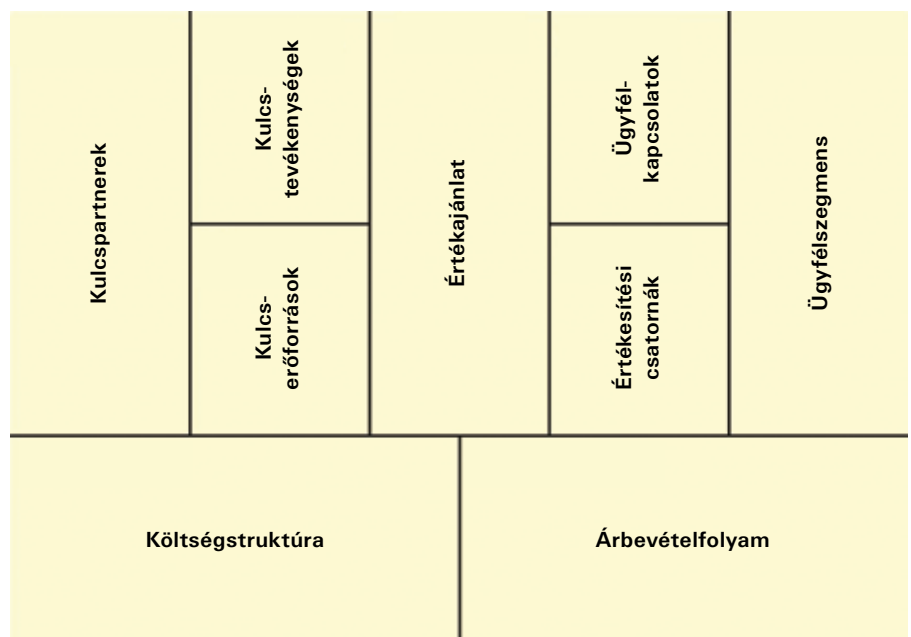 Kulcspartnerek
Kulcs-
tevékenységek
Kulcs-
erőforrások
Értékajánlat
Ügyfél-
kapcsolatok
Értékesítési
csatornák
Ügyfélszegmens
Költségstruktúra
Árbevételfolyam